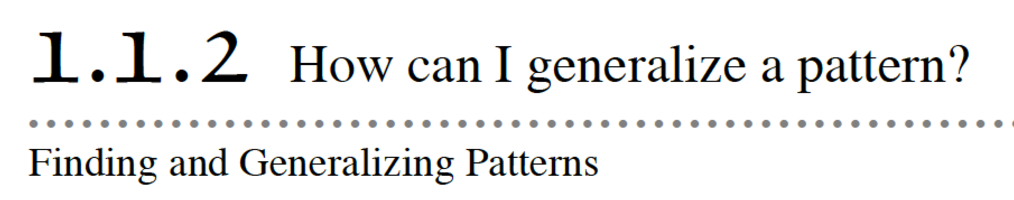 1.1.2 How can I generalize a pattern?
Finding and Generalizing Patterns